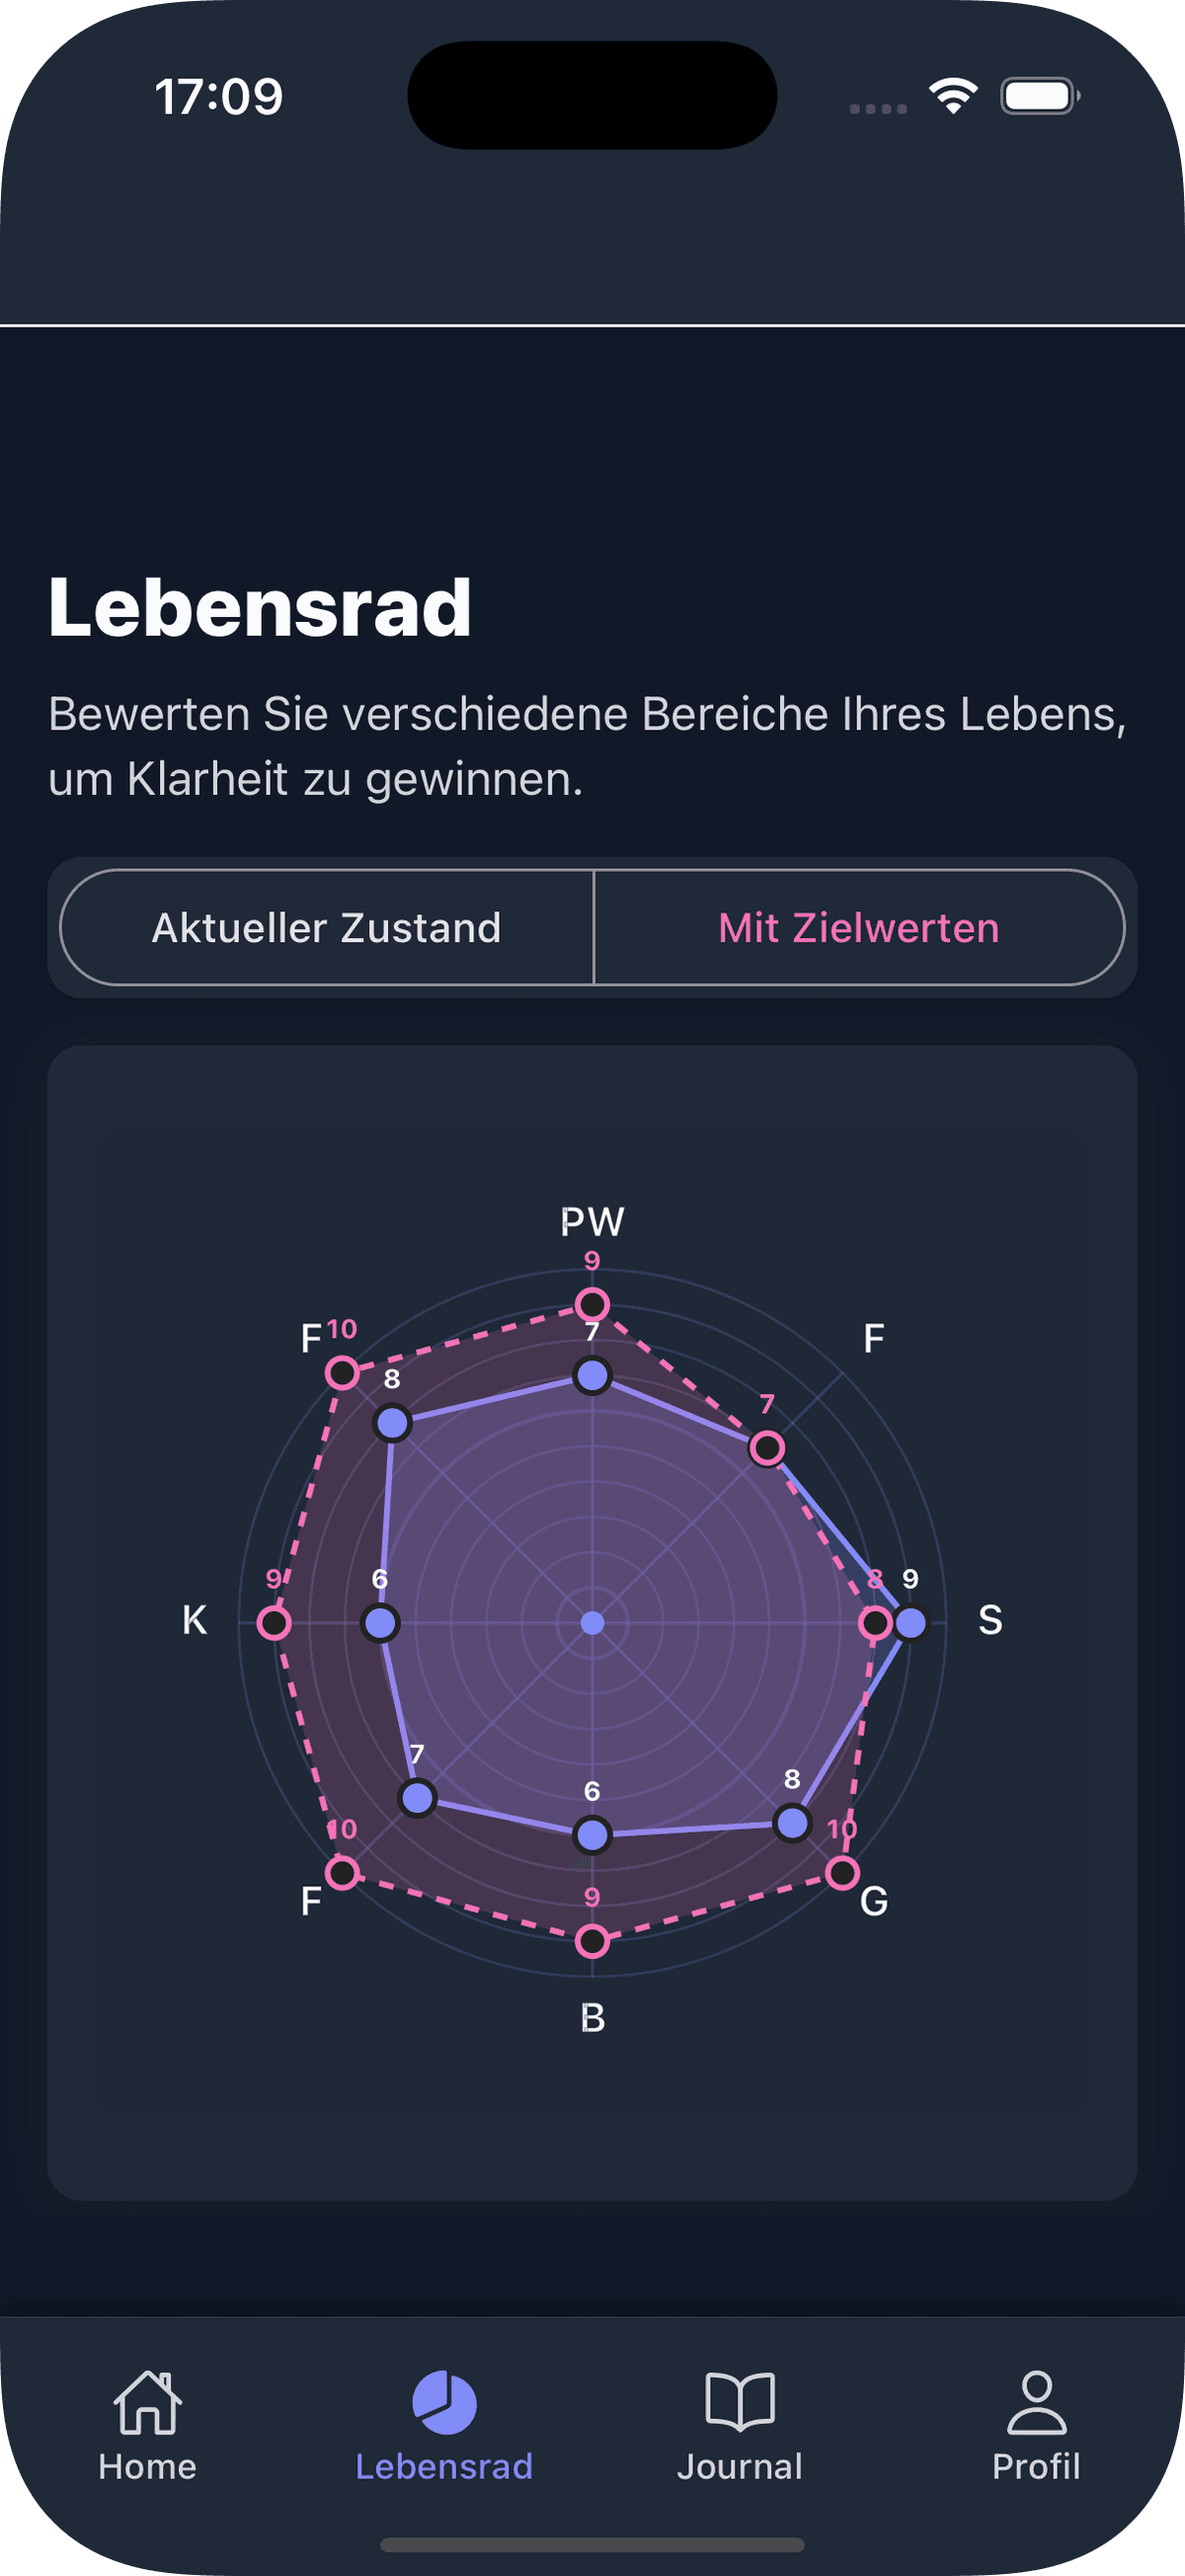 17:09
Lebensrad
Bewerten Sie verschiedene Bereiche Ihres Lebens,
um Klarheit zu gewinnen.
Aktueller Zustand
Mit Zielwerten
PW
9
F 10
7
F
8
7
K
9
6
8
9
S
7
6
8
10
10
F
9
G
B
Home
Lebensrad
Journal
Profil